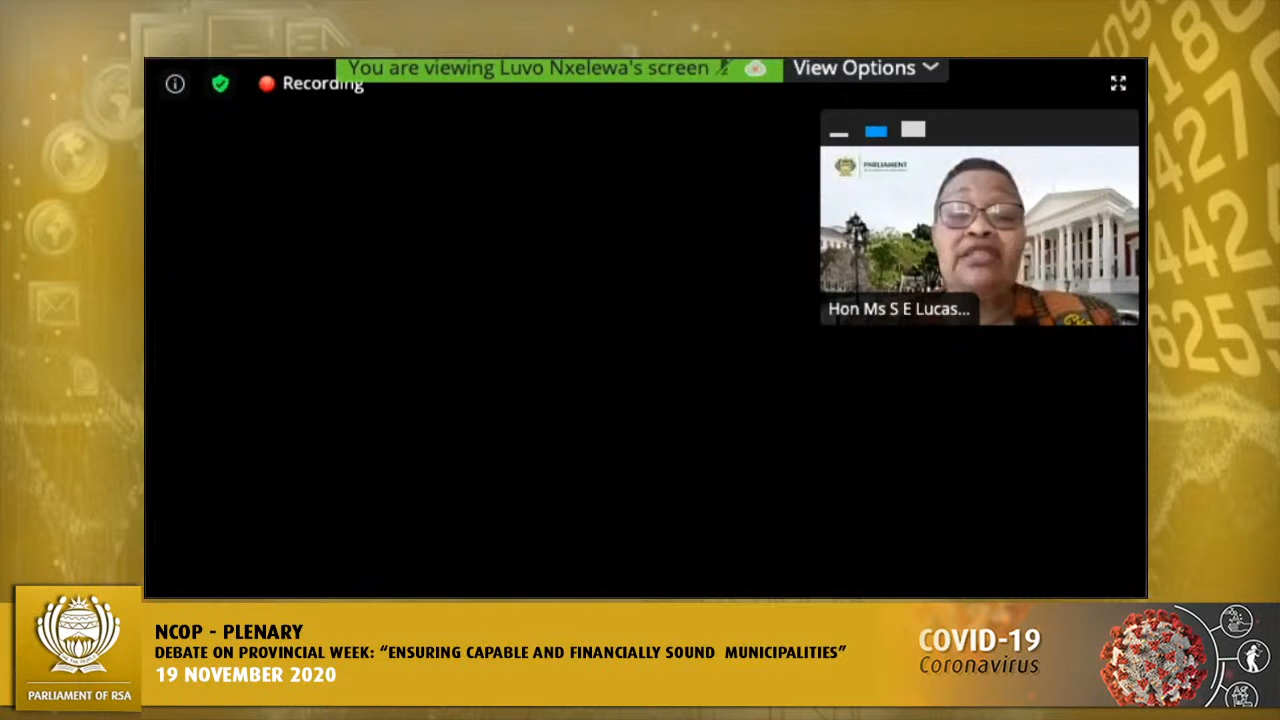 You are viewing Luvo Nxelewa's screen
View Options
Recording
PARLIAMENT
Hon Ms S E Lucas...
NCOP - PLENARY
DEBATE ON PROVINCIAL WEEK: “ENSURING CAPABLE AND FINANCIALLY SOUND MUNICIPALITIES”
19 NOVEMBER 2020
PARLIAMENT OF RSA
COVID-19
Coronavirus